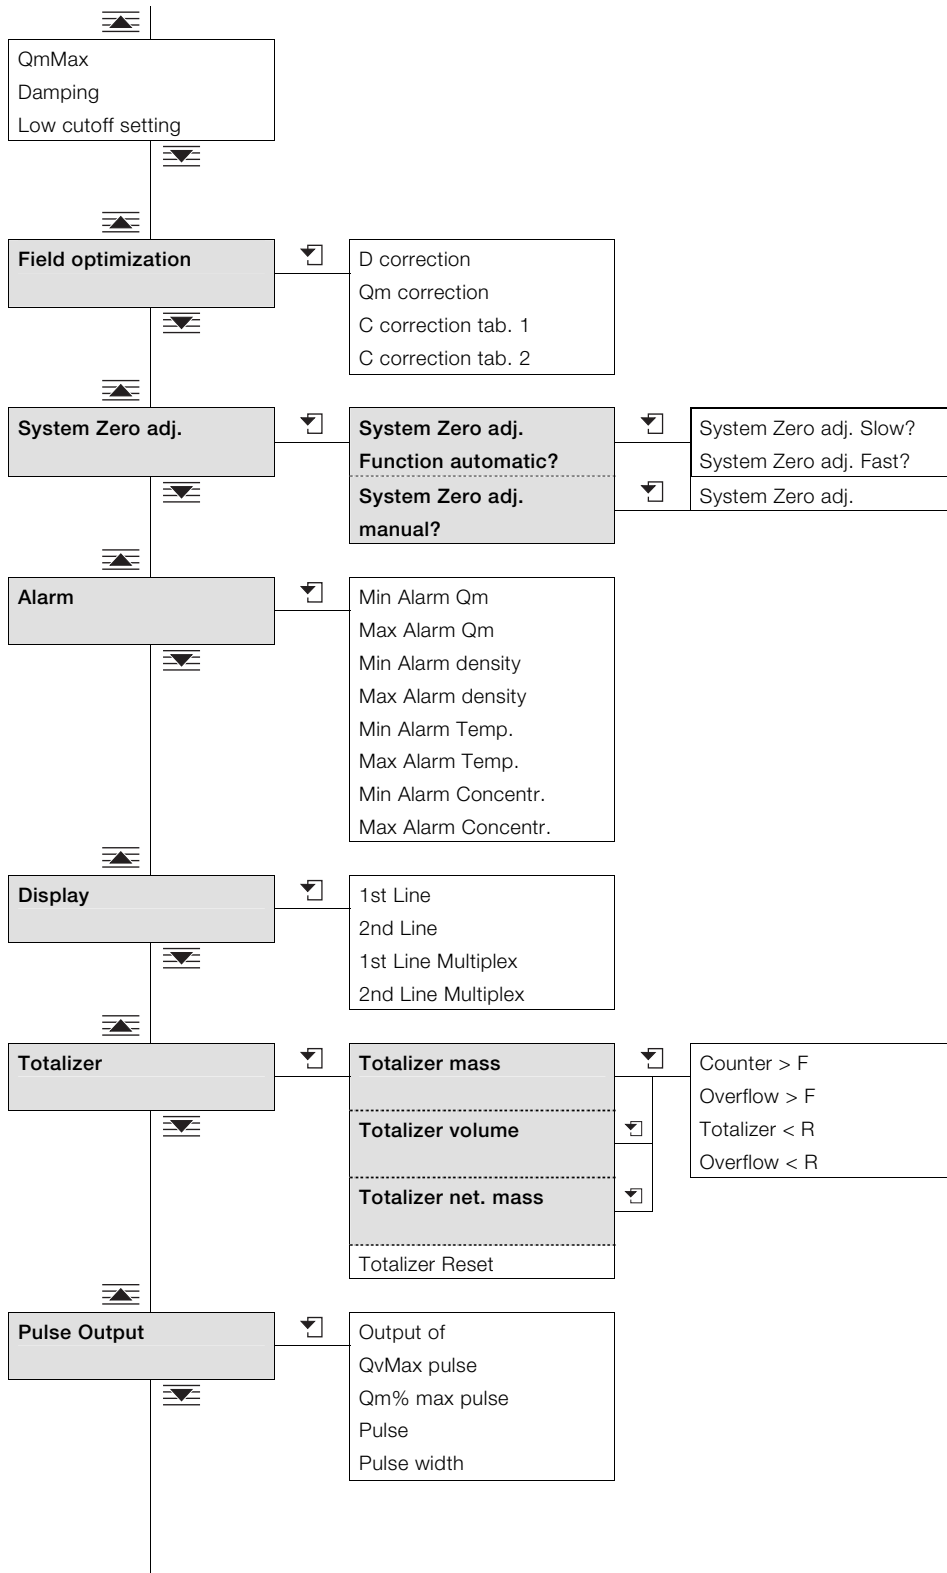 QmMax
Damping
Low cutoff setting
Field optimization
D correction
Qm correction
C correction tab. 1
C correction tab. 2
System Zero adj.
System Zero adj.
Function automatic?
System Zero adj. Slow?
System Zero adj. Fast?
System Zero adj.
manual?
System Zero adj.
Alarm
Min Alarm Qm
Max Alarm Qm
Min Alarm density
Max Alarm density
Min Alarm Temp.
Max Alarm Temp.
Min Alarm Concentr.
Max Alarm Concentr.
Display
1st Line
2nd Line
1st Line Multiplex
2nd Line Multiplex
Totalizer
Totalizer mass
Totalizer volume
Totalizer net. mass
Totalizer Reset
Counter > F
Overflow > F
Totalizer < R
Overflow < R
Pulse Output
Output of
QvMax pulse
Qm% max pulse
Pulse
Pulse width